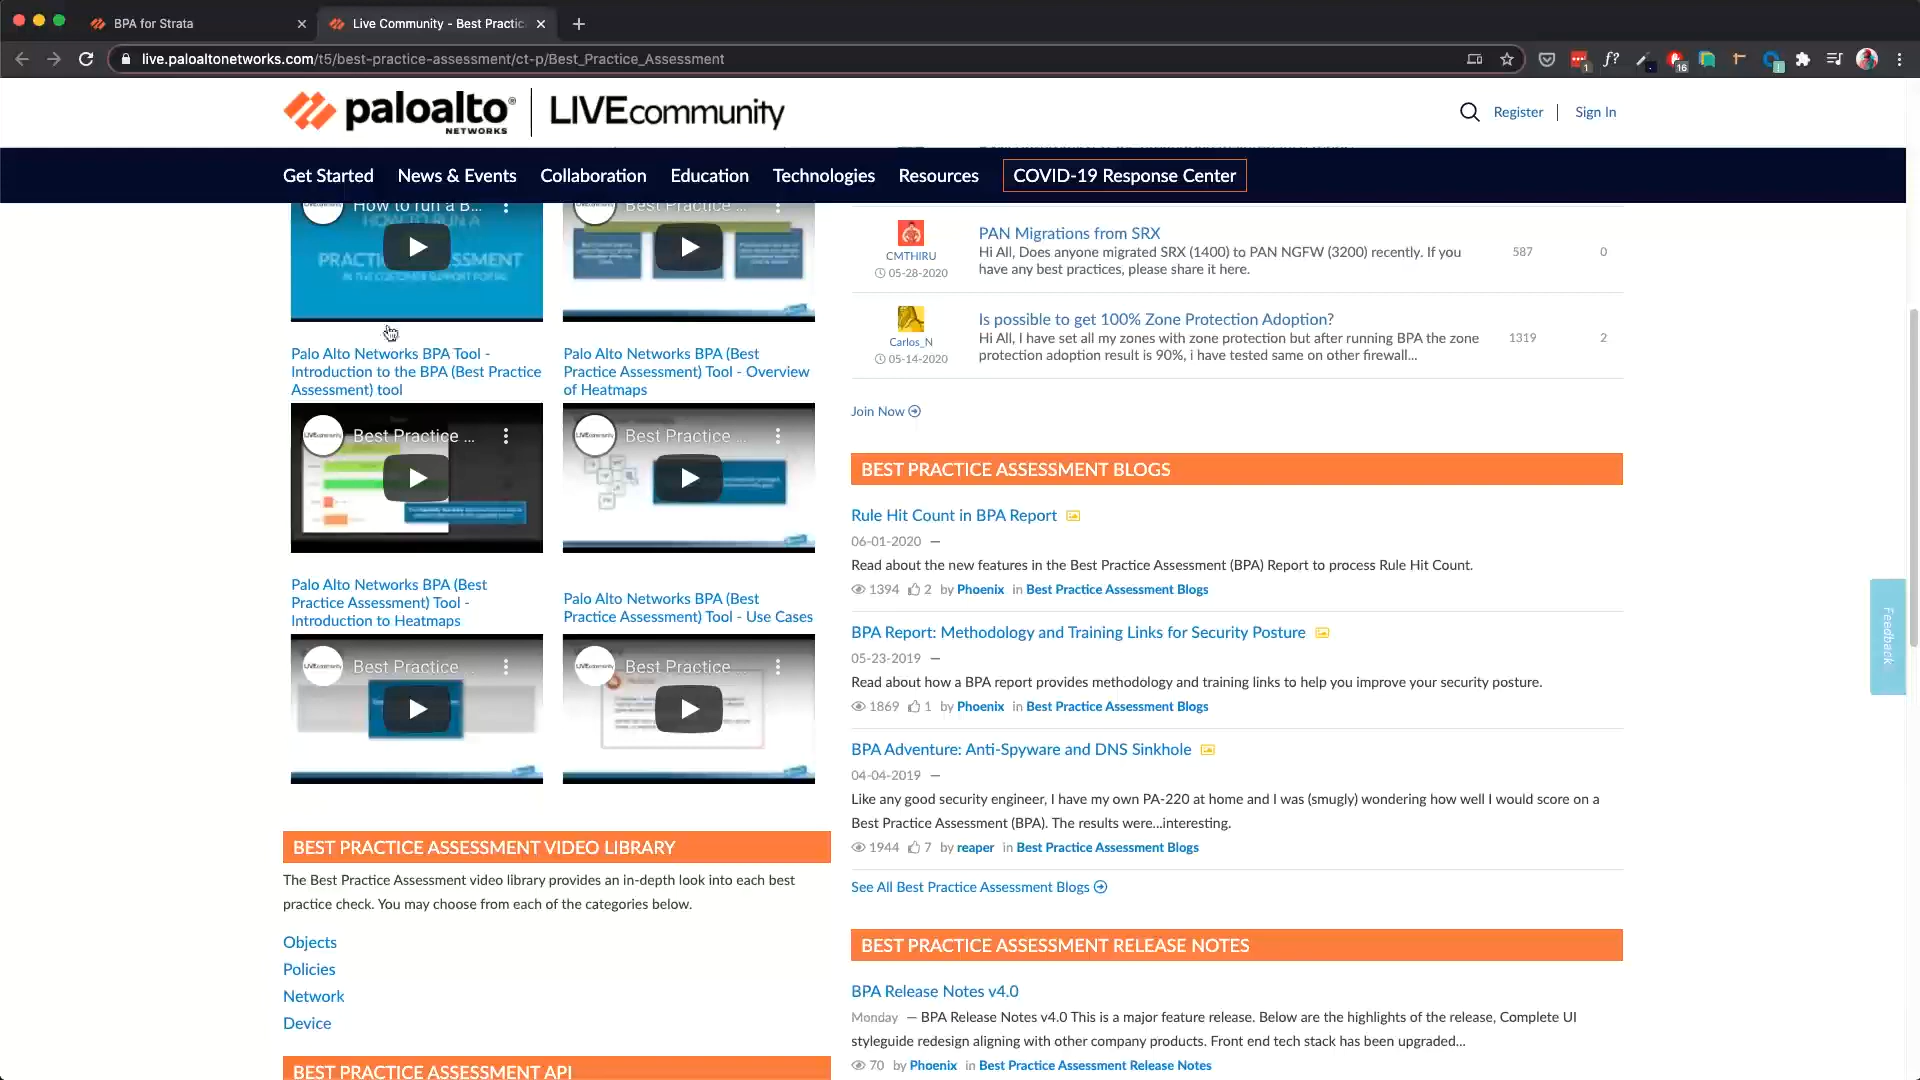 BPA for Strata
Live Community - Best Practic
live.paloaltonetworks.com/t5/best-practice-assessment/ct-p/Best_Practice_Assessment
paloalto NETWORKS
LIVEcommunity
Register
Sign In
Get Started
News & Events
Collaboration
Education
Technologies
Resources
COVID-19 Response Center
How to run a B...
HOW TO RUN A
PRACTI
SSMENT
IN THE CUSTOMER SUPPORT PORTAL
Best Practice ...
Palo Alto Networks BPA Tool -
Introduction to the BPA (Best Practice
Assessment) tool
Palo Alto Networks BPA (Best
Practice Assessment) Tool - Overview
of Heatmaps
Best Practice ...
Best Practice ...
Palo Alto Networks BPA (Best
Practice Assessment) Tool -
Introduction to Heatmaps
Palo Alto Networks BPA (Best
Practice Assessment) Tool - Use Cases
Best Practice ...
Best Practice ...
BEST PRACTICE ASSESSMENT VIDEO LIBRARY
The Best Practice Assessment video library provides an in-depth look into each best
practice check. You may choose from each of the categories below.
Objects
Policies
Network
Device
BEST PRACTICE ASSESSMENT API
CMTHIRU
05-28-2020
PAN Migrations from SRX
Hi All, Does anyone migrated SRX (1400) to PAN NGFW (3200) recently. If you
have any best practices, please share it here.
587
0
Carlos_N
05-14-2020
Is possible to get 100% Zone Protection Adoption?
Hi All, I have set all my zones with zone protection but after running BPA the zone
protection adoption result is 90%, i have tested same on other firewall...
1319
2
Join Now
BEST PRACTICE ASSESSMENT BLOGS
Rule Hit Count in BPA Report
06-01-2020 —
Read about the new features in the Best Practice Assessment (BPA) Report to process Rule Hit Count.
1394 2 by Phoenix in Best Practice Assessment Blogs
BPA Report: Methodology and Training Links for Security Posture
05-23-2019 —
Read about how a BPA report provides methodology and training links to help you improve your security posture.
1869 1 by Phoenix in Best Practice Assessment Blogs
BPA Adventure: Anti-Spyware and DNS Sinkhole
04-04-2019 —
Like any good security engineer, I have my own PA-220 at home and I was (smugly) wondering how well I would score on a
Best Practice Assessment (BPA). The results were...interesting.
1944 7 by reaper in Best Practice Assessment Blogs
See All Best Practice Assessment Blogs
BEST PRACTICE ASSESSMENT RELEASE NOTES
BPA Release Notes v4.0
Monday — BPA Release Notes v4.0 This is a major feature release. Below are the highlights of the release, Complete UI
styleguide redesign aligning with other company products. Front end tech stack has been upgraded...
70 by Phoenix in Best Practice Assessment Release Notes
Feedback